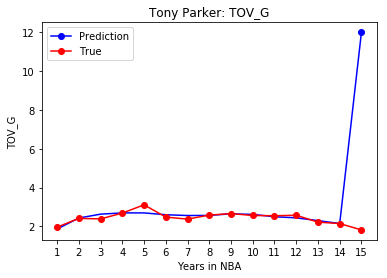 Tony Parker: TOV_G
Prediction
True
12
10
8
6
4
2
TOV_G
1 2 3 4 5 6 7 8 9 10 11 12 13 14 15
Years in NBA